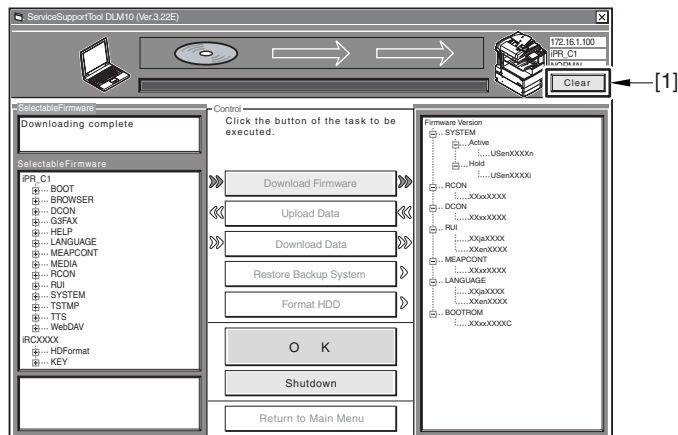 ServiceSupportTool DLM10 (Ver.3.22E)
172.16.1.100
iPR_C1
NORMAL
Clear
[1]
SelectableFirmware
Downloading complete
SelectableFirmware
iPR_C1
BOOT
BROWSER
DCON
G3FAX
HELP
LANGUAGE
MEAPCONT
MEDIA
RCON
RUI
SYSTEM
TSTMP
TTS
WebDAV
iRCXXXX
HDFormat
KEY
Control
Click the button of the task to be
executed.
Download Firmware
Upload Data
Download Data
Restore Backup System
Format HDD
O K
Shutdown
Return to Main Menu
Firmware Version
SYSTEM
Active
USenXXXXn
Hold
USenXXXXi
RCON
XXxxXXXX
DCON
XXxxXXXX
RUI
XXjaXXXX
XXenXXXX
MEAPCONT
XXxxXXXX
LANGUAGE
XXjaXXXX
XXenXXXX
BOOTROM
XXxxXXXXC